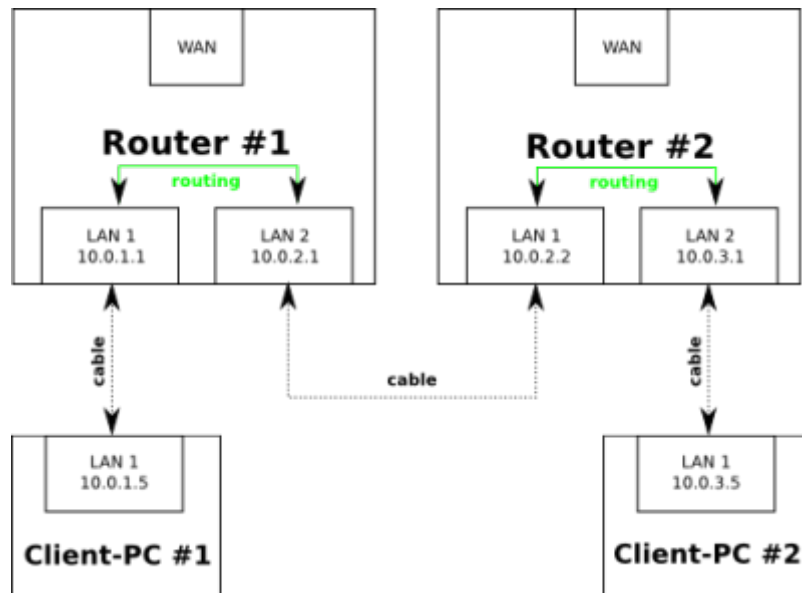 WAN
Router #1
routing
LAN 1
10.0.1.1
LAN 2
10.0.2.1
WAN
Router #2
routing
LAN 1
10.0.2.2
LAN 2
10.0.3.1
cable
cable
cable
LAN 1
10.0.1.5
Client-PC #1
LAN 1
10.0.3.5
Client-PC #2